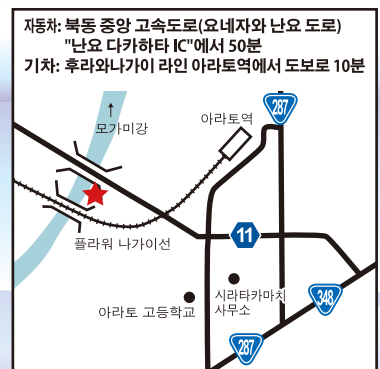 자동차: 북동 중앙 고속도로(요네자와 난요 도로)
"난요 다카하타 IC"에서 50분
기차: 후라와나가이 라인 아라토역에서 도보로 10분
287
↑
모가미강
아라토역
11
플라워 나가이선
시라타카마치
사무소
아라토 고등학교
348
287